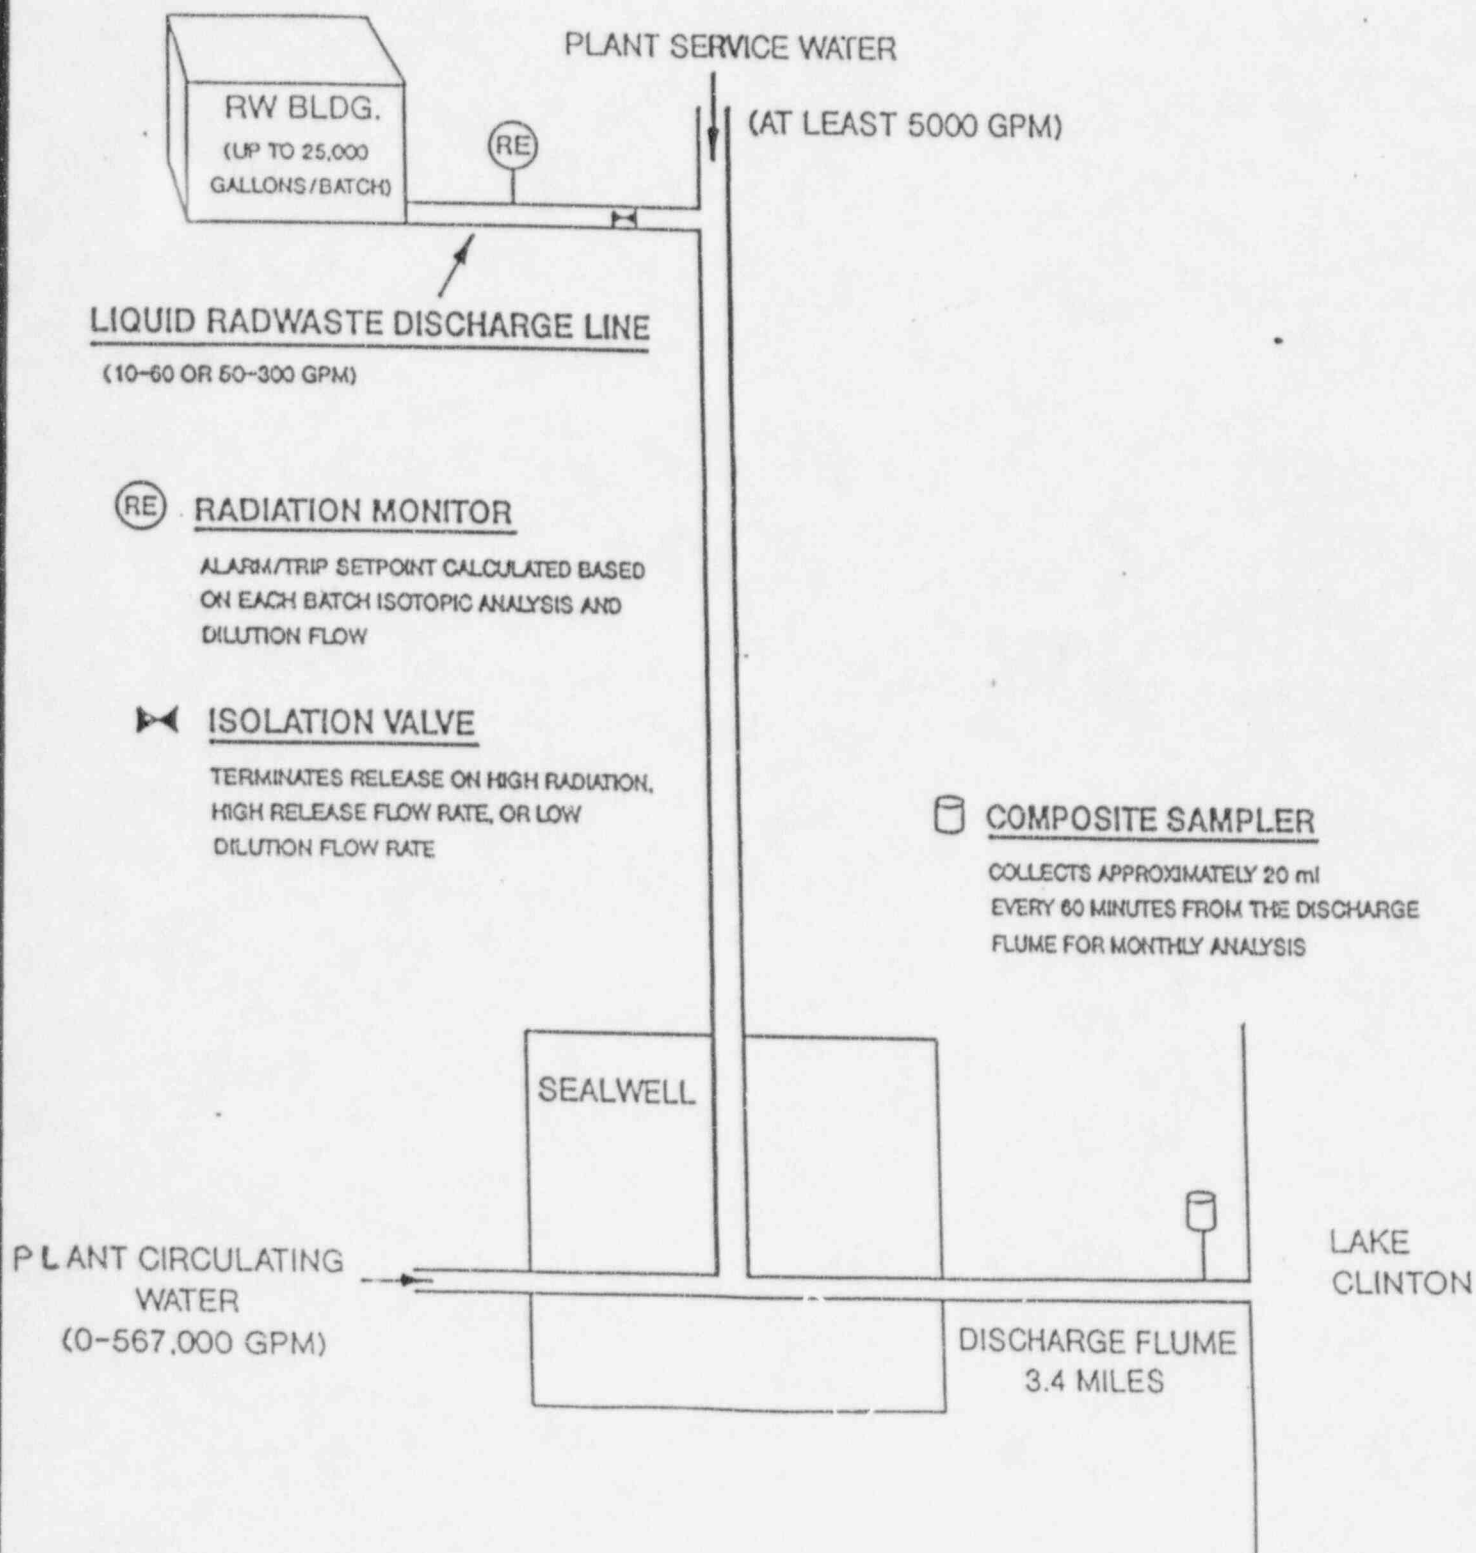 PLANT SERVICE WATER
RW BLDG.
(UP TO 25,000
GALLONS/BATCH)
RE
(AT LEAST 5000 GPM)
LIQUID RADWASTE DISCHARGE LINE
(10-60 OR 50-300 GPM)
RE RADIATION MONITOR
ALARM/TRIP SETPOINT CALCULATED BASED
ON EACH BATCH ISOTOPIC ANALYSIS AND
DILUTION FLOW
ISOLATION VALVE
TERMINATES RELEASE ON HIGH RADIATION,
HIGH RELEASE FLOW RATE, OR LOW
DILUTION FLOW RATE
COMPOSITE SAMPLER
COLLECTS APPROXIMATELY 20 ml
EVERY 60 MINUTES FROM THE DISCHARGE
FLUME FOR MONTHLY ANALYSIS
SEALWELL
PLANT CIRCULATING
WATER
(0-567,000 GPM)
LAKE
CLINTON
DISCHARGE FLUME
3.4 MILES